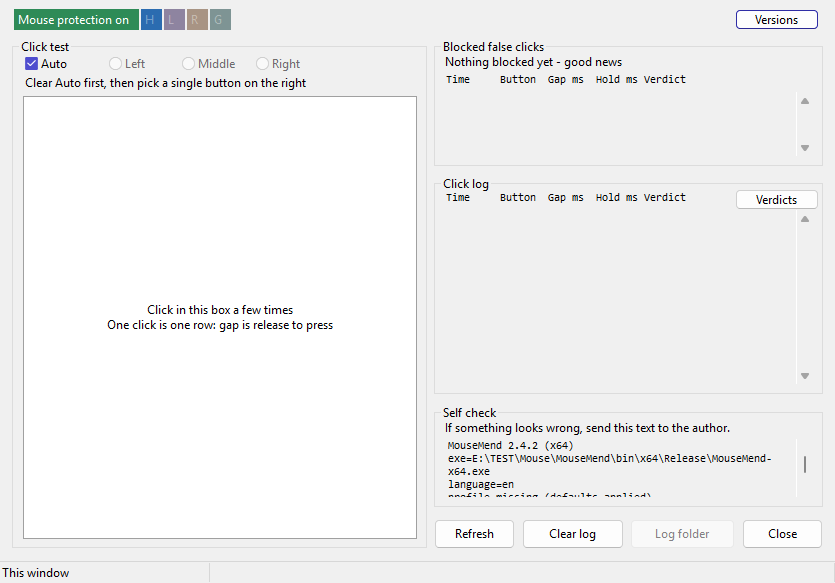 Mouse protection on H L R G
Versions
Click test
Auto Left Middle Right
Clear Auto first, then pick a single button on the right
Click in this box a few times
One click is one row: gap is release to press
Blocked false clicks
Nothing blocked yet - good news
Time Button Gap ms Hold ms Verdict
Click log
Time Button Gap ms Hold ms Verdict
Verdicts
Self check
If something looks wrong, send this text to the author.
MouseMend 2.4.2 (x64)
exe=E:\TEST\Mouse\MouseMend\bin\x64\Release\MouseMend-
x64.exe
language=en
profile missing (defaults applied)
Refresh Clear log Log folder Close
This window